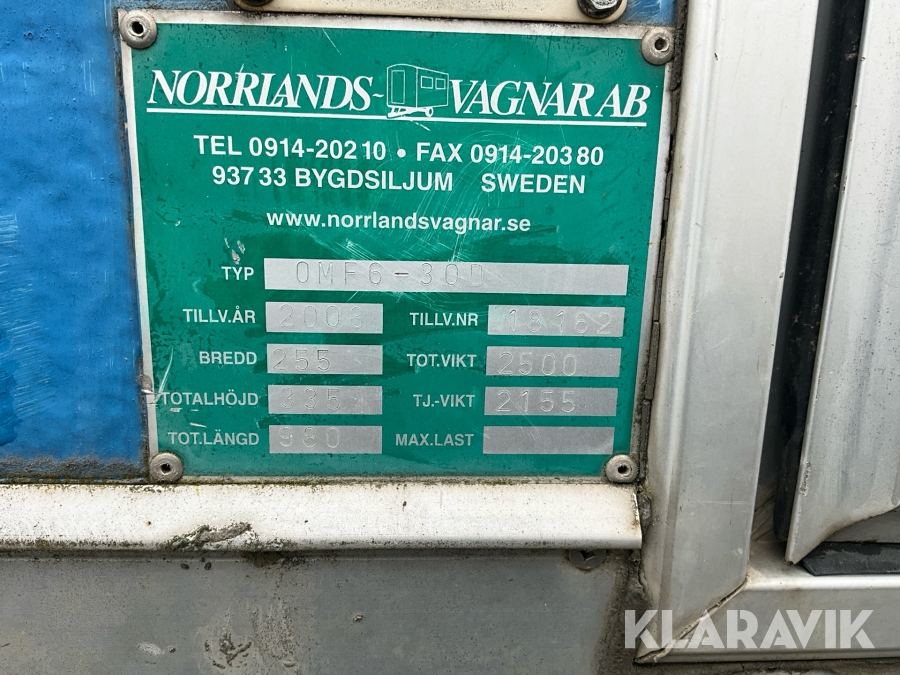 NORRLANDS VAGNAR AB
TEL 0914-202 10 • FAX 0914-203 80
937 33 BYGDSILJUM SWEDEN
www.norrlandsvagnar.se
TYP OMF6-30D
TILLV.ÅR 2008 TILLV.NR 18162
BREDD 255 TOT.VIKT 2500
TOTALHÖJD 335 TJ.-VIKT 2155
TOT.LÄNGD MAX.LAST
KLARAVIK